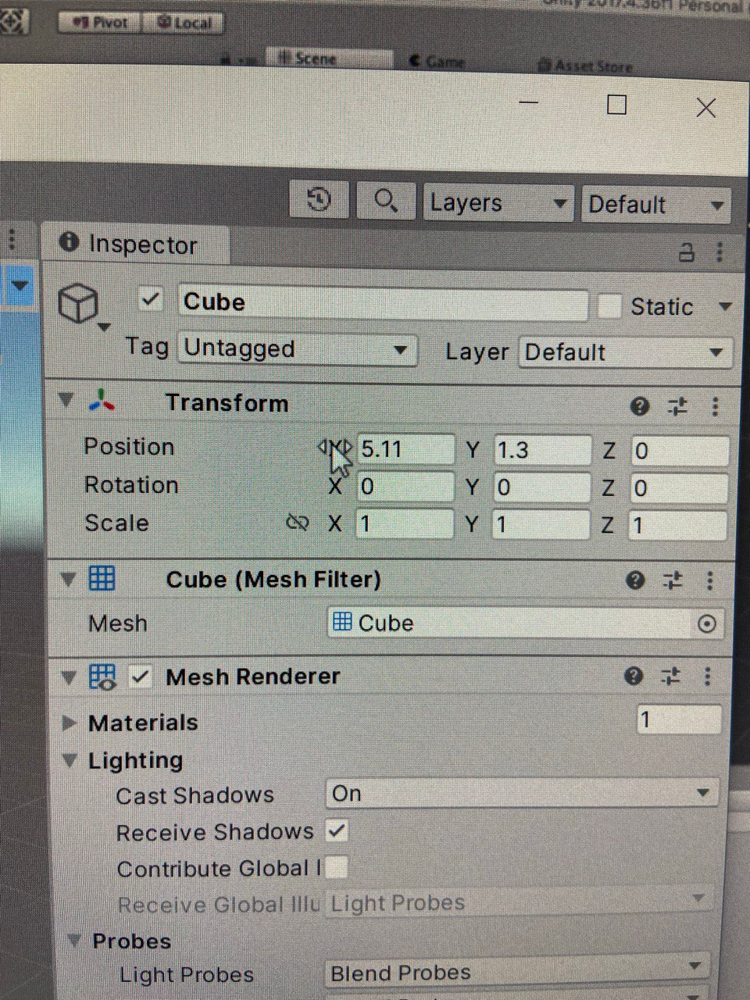 Unity 2017.4.36f1 Personal
Pivot Local
Scene Game Asset Store
Layers Default
Inspector
Cube Static
Tag Untagged Layer Default
Transform
Position X 5.11 Y 1.3 Z 0
Rotation X 0 Y 0 Z 0
Scale X 1 Y 1 Z 1
Cube (Mesh Filter)
Mesh Cube
Mesh Renderer
Materials 1
Lighting
Cast Shadows On
Receive Shadows
Contribute Global I
Receive Global Illu Light Probes
Probes
Light Probes Blend Probes